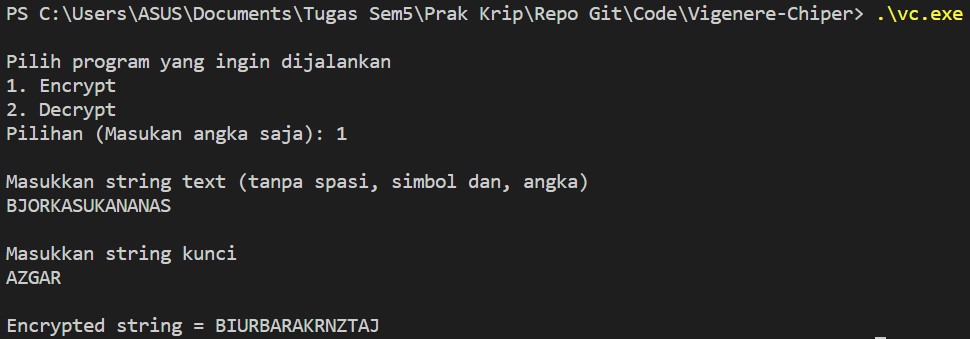 PS C:\Users\ASUS\Documents\Tugas Sem5\Prak Krip\Repo Git\Code\Vigenere-Chiper> .\vc.exe
Pilih program yang ingin dijalankan
1. Encrypt
2. Decrypt
Pilihan (Masukan angka saja): 1
Masukkan string text (tanpa spasi, simbol dan, angka)
BJORKASUKANANAS
Masukkan string kunci
AZGAR
Encrypted string = BIURBARAKRNZTAJ